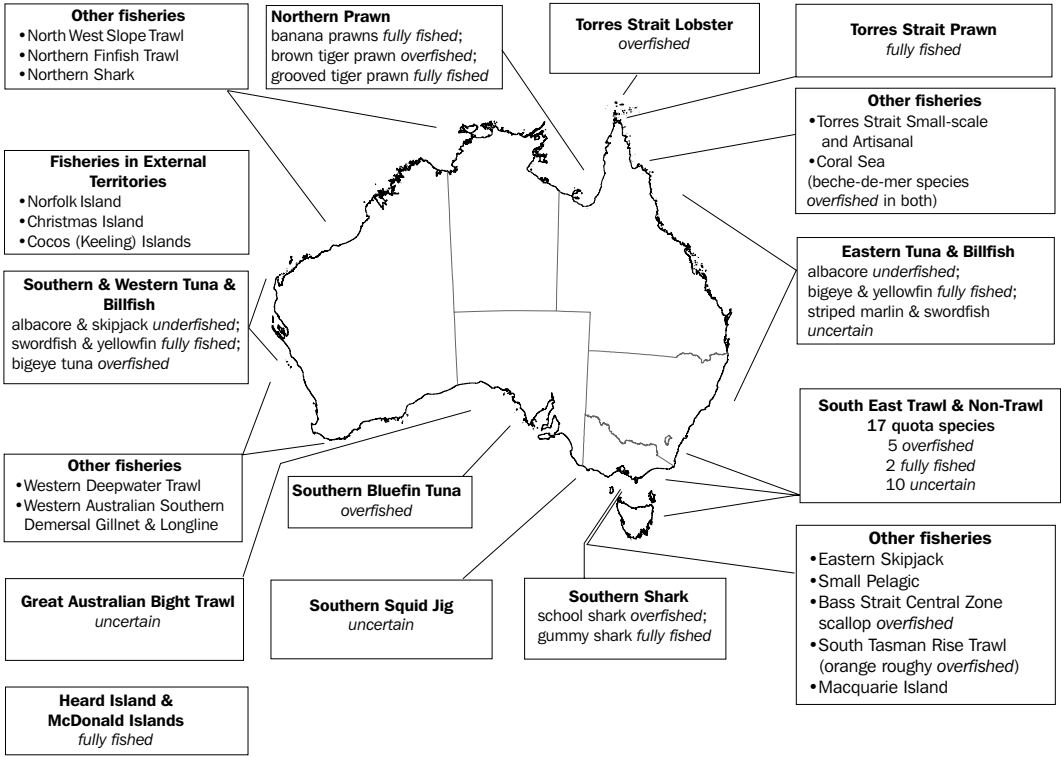 Other fisheries
•North West Slope Trawl
•Northern Finfish Trawl
•Northern Shark
Northern Prawn
banana prawns fully fished;
brown tiger prawn overfished;
grooved tiger prawn fully fished
Torres Strait Lobster
overfished
Torres Strait Prawn
fully fished
Other fisheries
•Torres Strait Small-scale
and Artisanal
•Coral Sea
(beche-de-mer species
overfished in both)
Fisheries in External
Territories
•Norfolk Island
•Christmas Island
•Cocos (Keeling) Islands
Eastern Tuna & Billfish
albacore underfished;
bigeye & yellowfin fully fished;
striped marlin & swordfish
uncertain
Southern & Western Tuna &
Billfish
albacore & skipjack underfished;
swordfish & yellowfin fully fished;
bigeye tuna overfished
South East Trawl & Non-Trawl
17 quota species
5 overfished
2 fully fished
10 uncertain
Other fisheries
•Western Deepwater Trawl
•Western Australian Southern
Demersal Gillnet & Longline
Southern Bluefin Tuna
overfished
Other fisheries
•Eastern Skipjack
•Small Pelagic
•Bass Strait Central Zone
scallop overfished
•South Tasman Rise Trawl
(orange roughy overfished)
•Macquarie Island
Great Australian Bight Trawl
uncertain
Southern Squid Jig
uncertain
Southern Shark
school shark overfished;
gummy shark fully fished
Heard Island &
McDonald Islands
fully fished